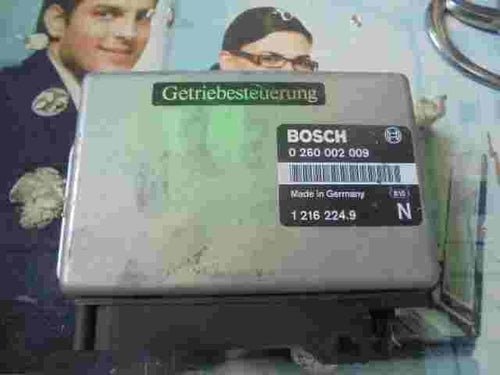 Getriebesteuerung
BOSCH
0 260 002 009
Made in Germany
1 216 224.9 N